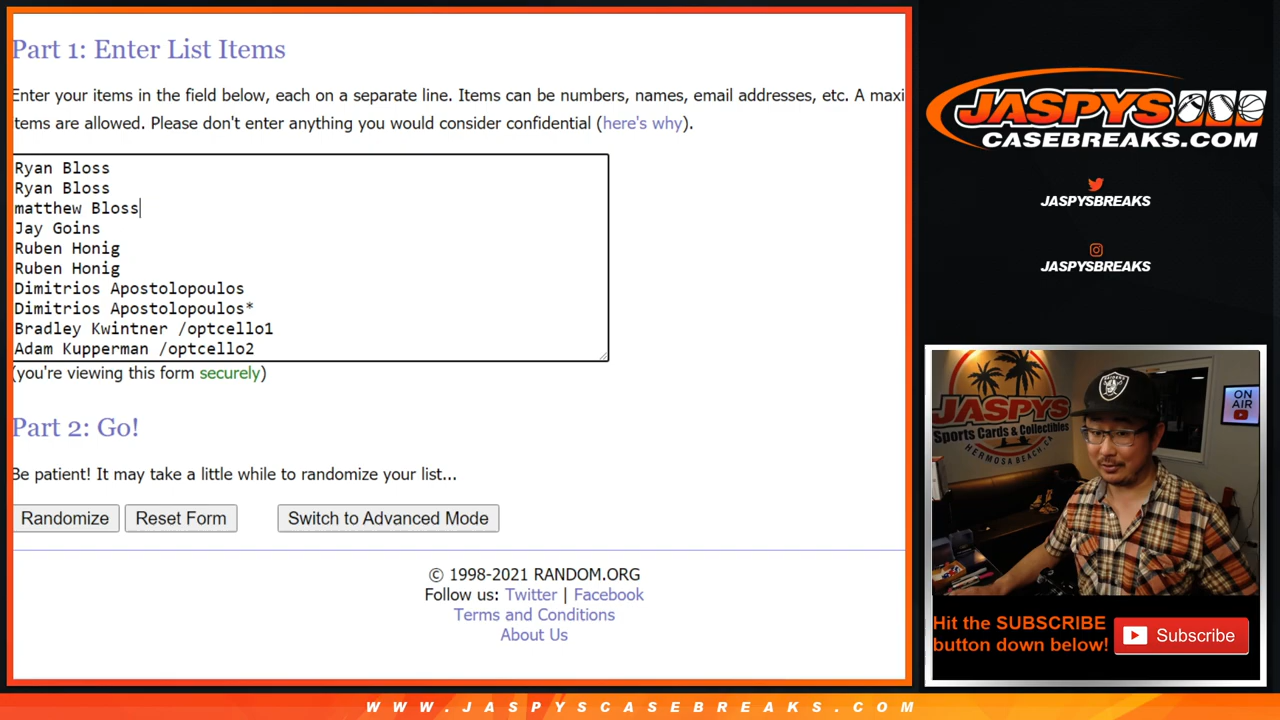 Part 1: Enter List Items
Enter your items in the field below, each on a separate line. Items can be numbers, names, email addresses, etc. A maxi
items are allowed. Please don't enter anything you would consider confidential (here's why).
Ryan Bloss
Ryan Bloss
matthew Bloss
Jay Goins
Ruben Honig
Ruben Honig
Dimitrios Apostolopoulos
Dimitrios Apostolopoulos*
Bradley Kwintner /optcello1
Adam Kupperman /optcello2
(you're viewing this form securely)
Part 2: Go!
Be patient! It may take a little while to randomize your list...
Randomize Reset Form Switch to Advanced Mode
© 1998-2021 RANDOM.ORG
Follow us: Twitter | Facebook
Terms and Conditions
About Us
JASPYS
CASEBREAKS.COM
JASPYSBREAKS
JASPYSBREAKS
JASPYS
Sports Cards & Collectibles
HERMOSA BEACH, CA
RAIDERS
ON
AIR
Hit the SUBSCRIBE
button down below!
Subscribe
WWW.JASPYSCASEBREAKS.COM